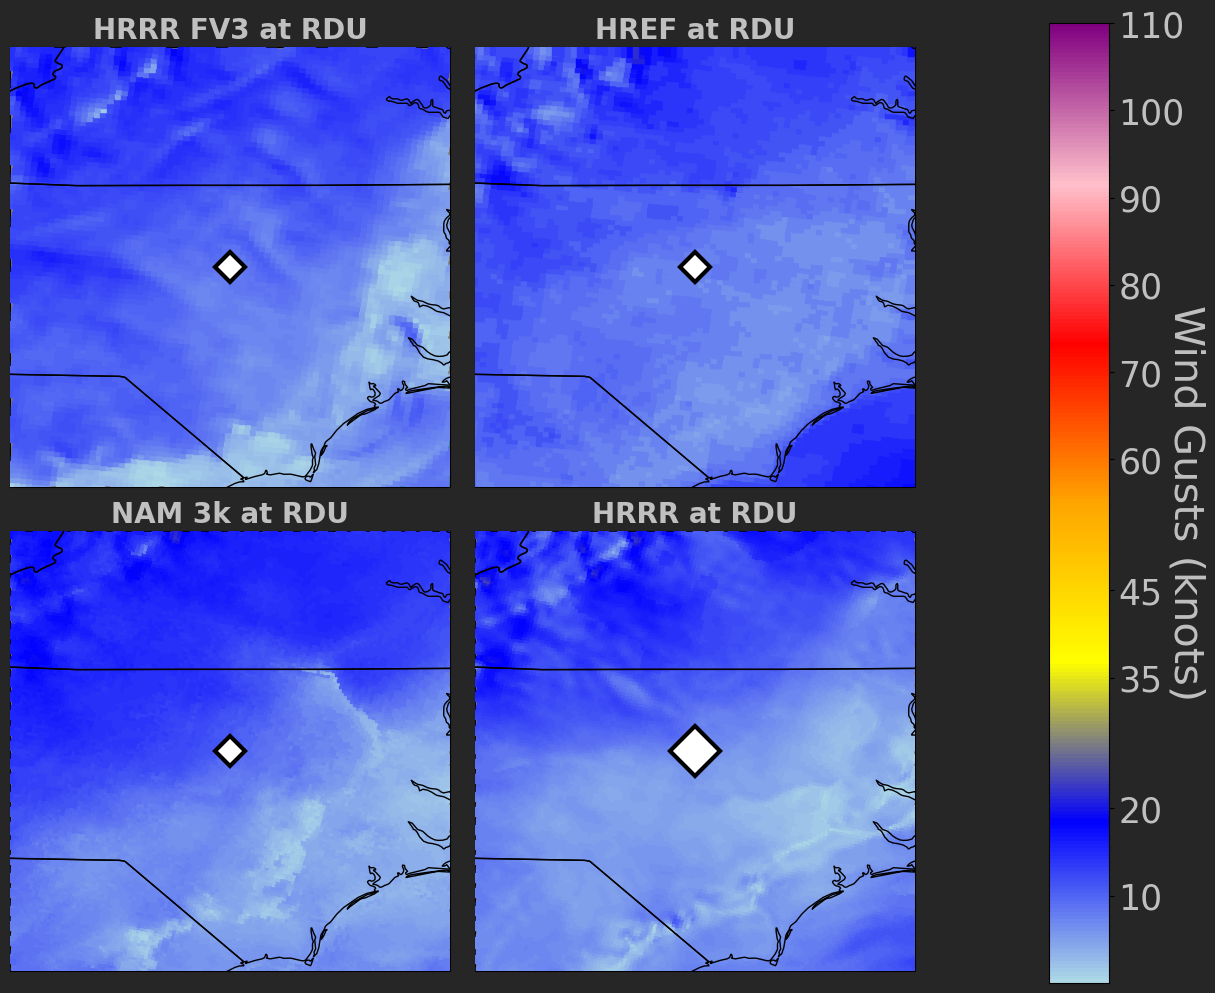 HRRR FV3 at RDU
HREF at RDU
NAM 3k at RDU
HRRR at RDU
110
100
90
80
70
60
45
35
20
10
Wind Gusts (knots)